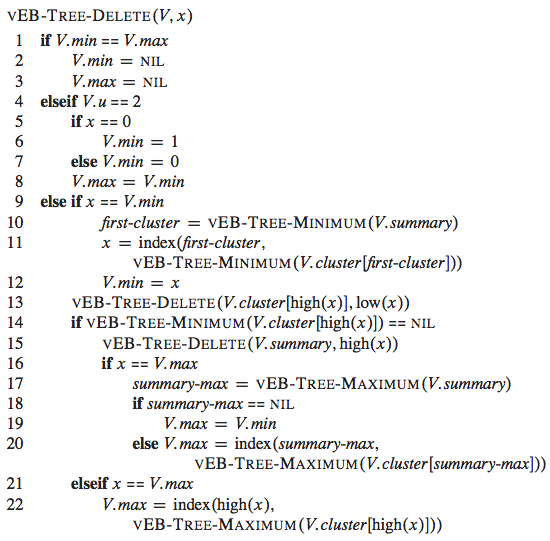 VEB-TREE-DELETE(V, x)
1 if V.min == V.max
2 V.min = NIL
3 V.max = NIL
4 elseif V.u == 2
5 if x == 0
6 V.min = 1
7 else V.min = 0
8 V.max = V.min
9 else if x == V.min
10 first-cluster = VEB-TREE-MINIMUM(V.summary)
11 x = index(first-cluster,
VEB-TREE-MINIMUM(V.cluster[first-cluster]))
12 V.min = x
13 VEB-TREE-DELETE(V.cluster[high(x)], low(x))
14 if VEB-TREE-MINIMUM(V.cluster[high(x)]) == NIL
15 VEB-TREE-DELETE(V.summary, high(x))
16 if x == V.max
17 summary-max = VEB-TREE-MAXIMUM(V.summary)
18 if summary-max == NIL
19 V.max = V.min
20 else V.max = index(summary-max,
VEB-TREE-MAXIMUM(V.cluster[summary-max]))
21 elseif x == V.max
22 V.max = index(high(x),
VEB-TREE-MAXIMUM(V.cluster[high(x)]))